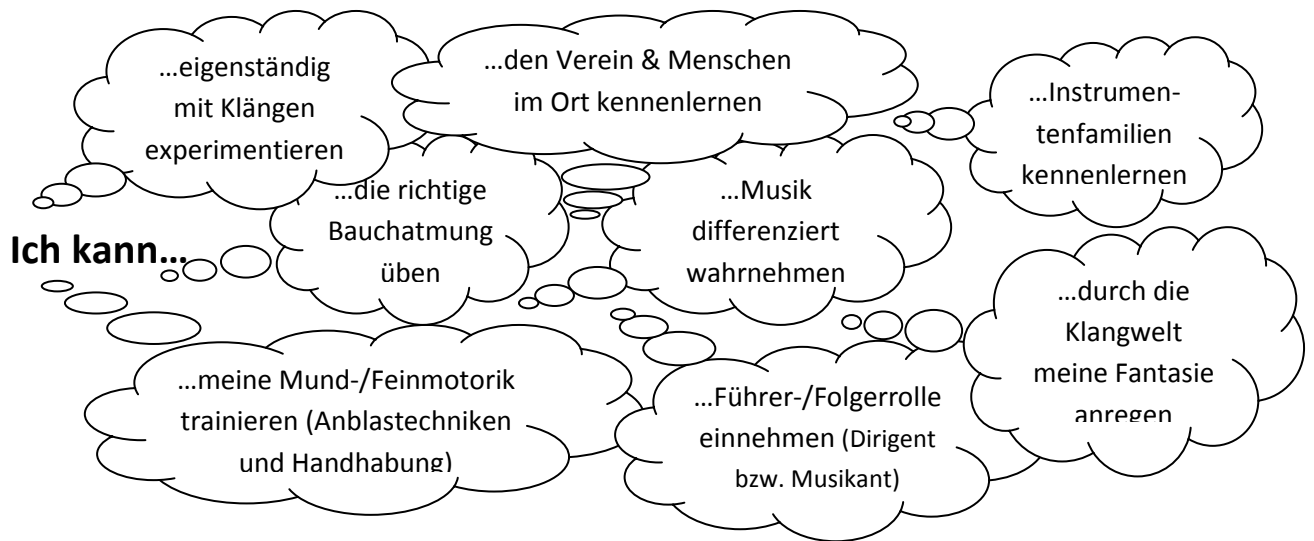 …eigenständig
mit Klängen
experimentieren
…den Verein & Menschen
im Ort kennenlernen
…Instrumen-
tenfamilien
kennenlernen
Ich kann…
…die richtige
Bauchatmung
üben
…Musik
differenziert
wahrnehmen
…durch die
Klangwelt
meine Fantasie
anregen
…meine Mund-/Feinmotorik
trainieren (Anblastechniken
und Handhabung)
…Führer-/Folgerrolle
einnehmen (Dirigent
bzw. Musikant)